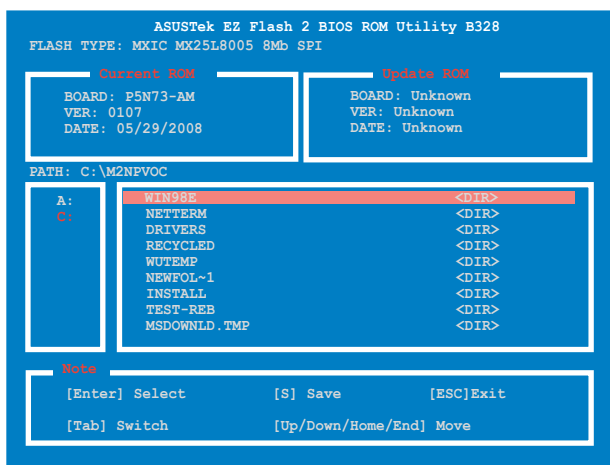 ASUSTek EZ Flash 2 BIOS ROM Utility B328
FLASH TYPE: MXIC MX25L8005 8Mb SPI
Current ROM
BOARD: P5N73-AM
VER: 0107
DATE: 05/29/2008
Update ROM
BOARD: Unknown
VER: Unknown
DATE: Unknown
PATH: C:\M2NPVOC
A:
C:
WIN98E <DIR>
NETTERM <DIR>
DRIVERS <DIR>
RECYCLED <DIR>
WUTEMP <DIR>
NEWFOL~1 <DIR>
INSTALL <DIR>
TEST-REB <DIR>
MSDOWNLD.TMP <DIR>
Note
[Enter] Select [S] Save [ESC]Exit
[Tab] Switch [Up/Down/Home/End] Move